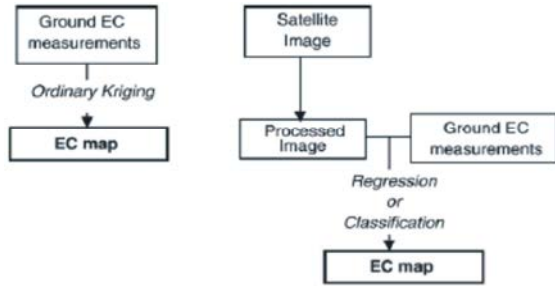 Ground EC
measurements
Ordinary Kriging
EC map
Satellite
Image
Processed
Image
Ground EC
measurements
Regression
or
Classification
EC map